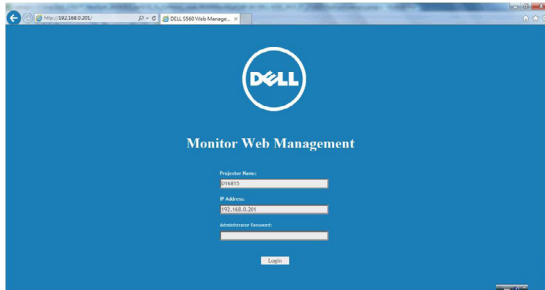 http://192.168.0.201/
DELL S560 Web Manage...
DELL
Monitor Web Management
Projector Name:
IP Address:
192.168.0.201
Administrator Password:
Login